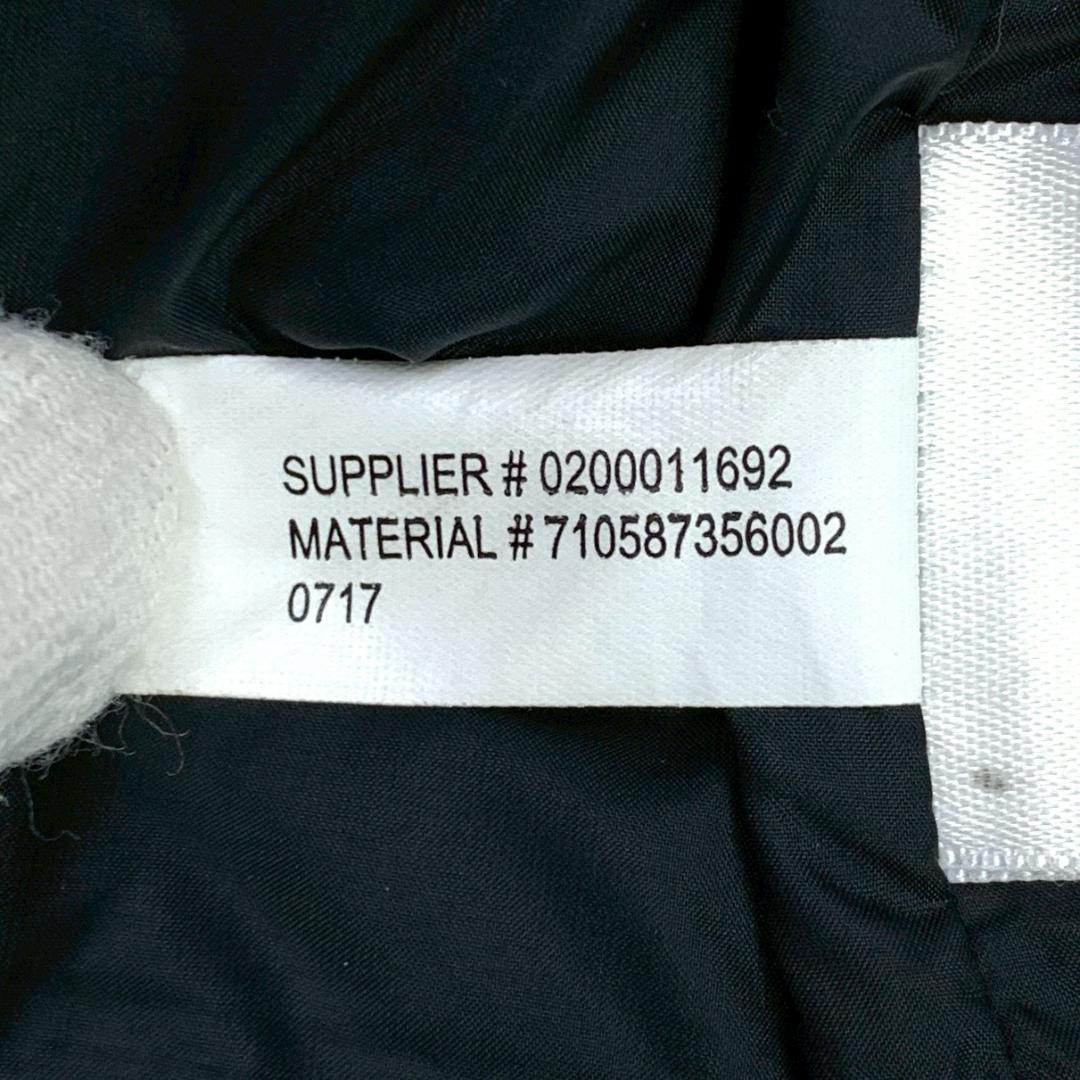 SUPPLIER # 0200011692
MATERIAL # 710587356002
0717